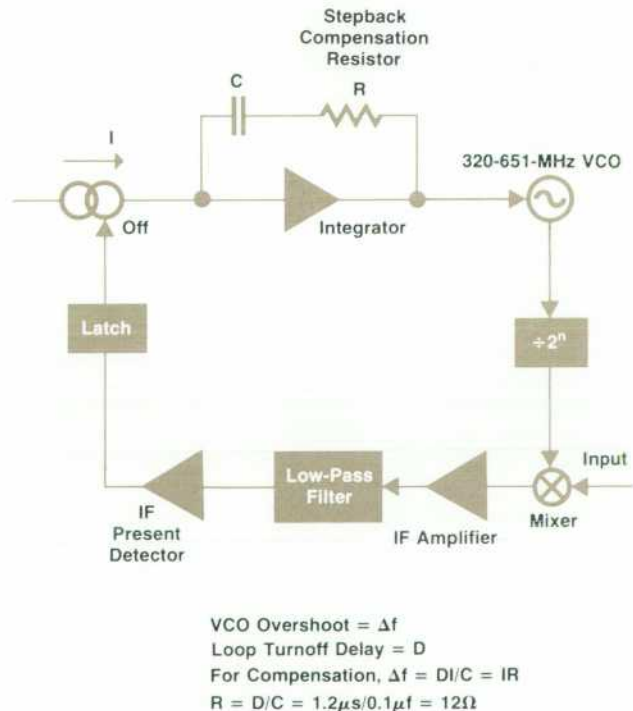 Stepback
Compensation
Resistor
C
R
I
320-651-MHz VCO
Off
Integrator
Latch
÷2ⁿ
Input
Low-Pass
Filter
IF
Present
Detector
IF Amplifier
Mixer
VCO Overshoot = Δf
Loop Turnoff Delay = D
For Compensation, Δf = DI/C = IR
R = D/C = 1.2μs/0.1μf = 12Ω